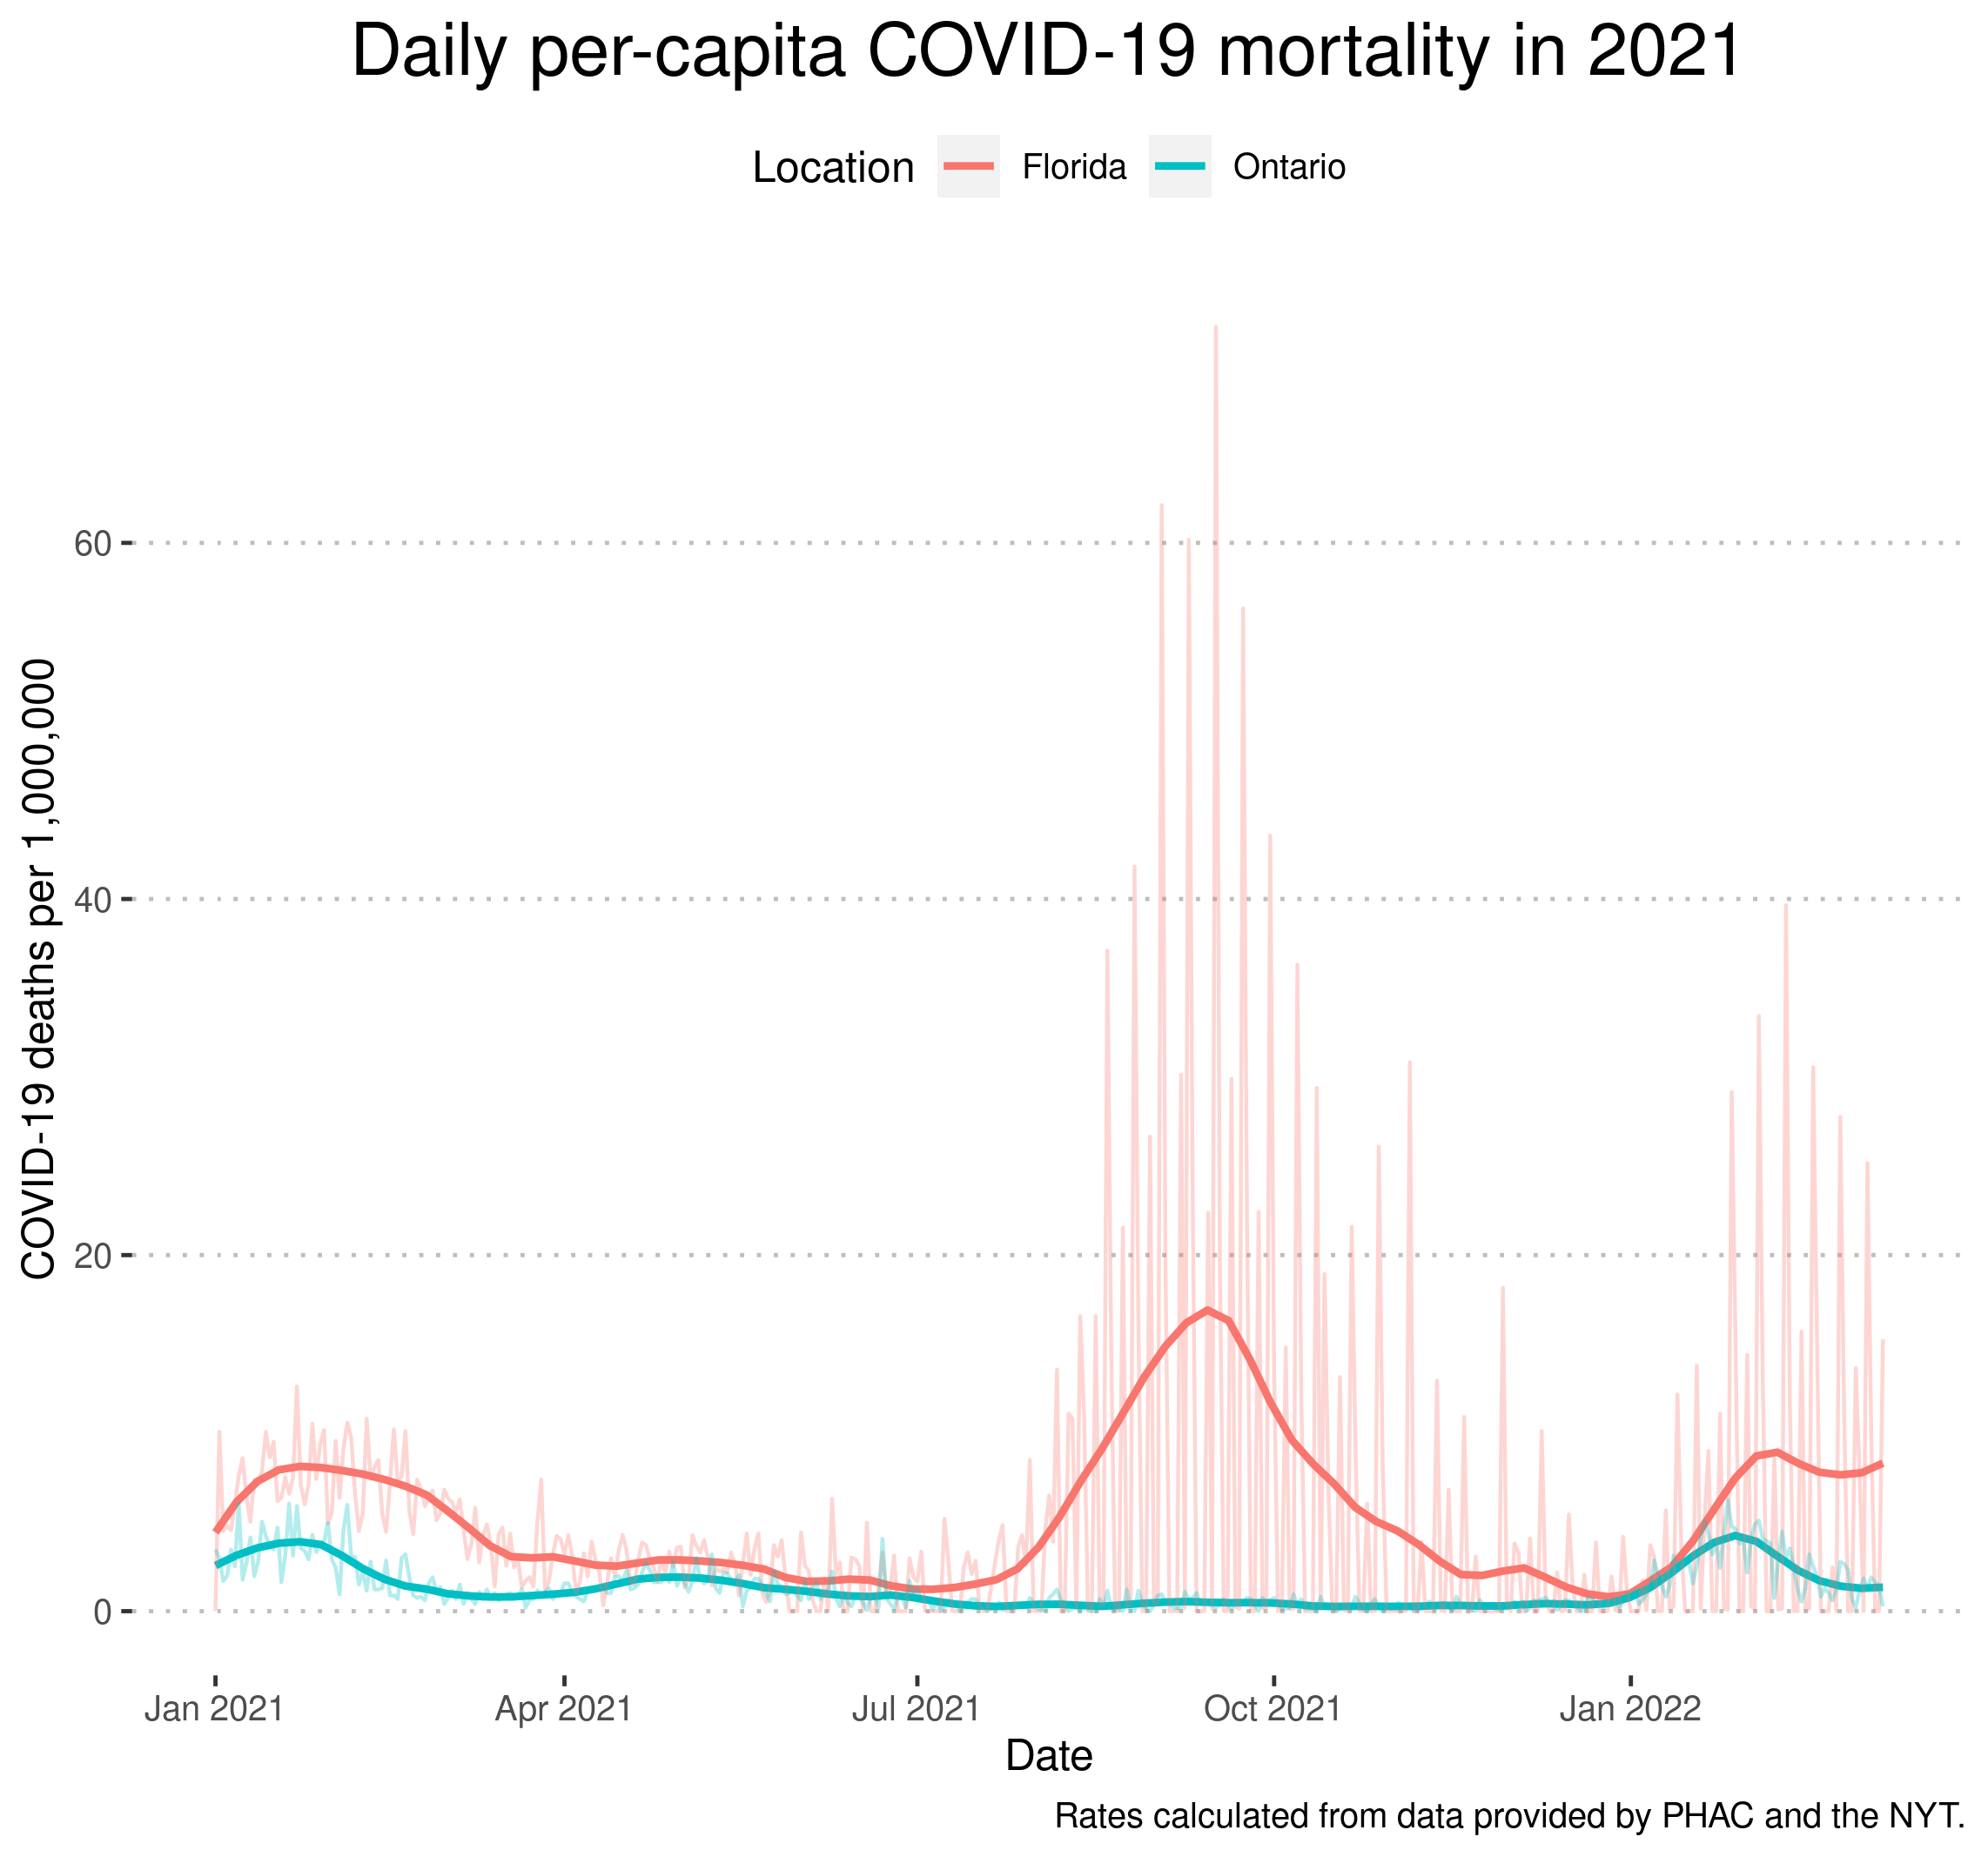 Daily per-capita COVID-19 mortality in 2021
Location Florida Ontario
COVID-19 deaths per 1,000,000
60
40
20
0
Jan 2021 Apr 2021 Jul 2021 Oct 2021 Jan 2022
Date
Rates calculated from data provided by PHAC and the NYT.